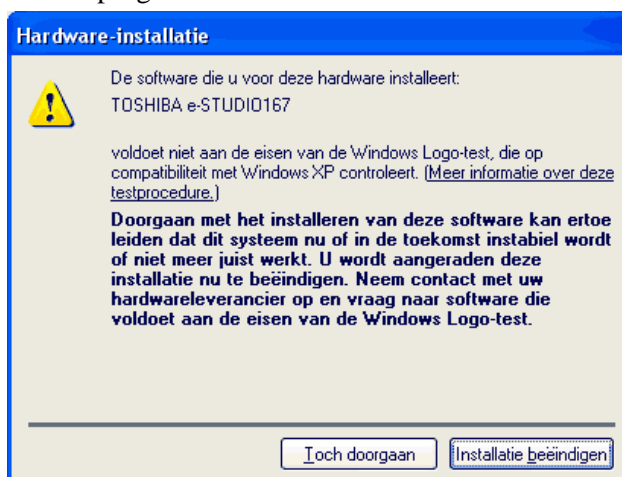 Hardware-installatie
De software die u voor deze hardware installeert:
TOSHIBA e-STUDIO167
voldoet niet aan de eisen van de Windows Logo-test, die op
compatibiliteit met Windows XP controleert. (Meer informatie over deze
testprocedure.)
Doorgaan met het installeren van deze software kan ertoe
leiden dat dit systeem nu of in de toekomst instabiel wordt
of niet meer juist werkt. U wordt aangeraden deze
installatie nu te beëindigen. Neem contact met uw
hardwareleverancier op en vraag naar software die
voldoet aan de eisen van de Windows Logo-test.
Toch doorgaan Installatie beëindigen